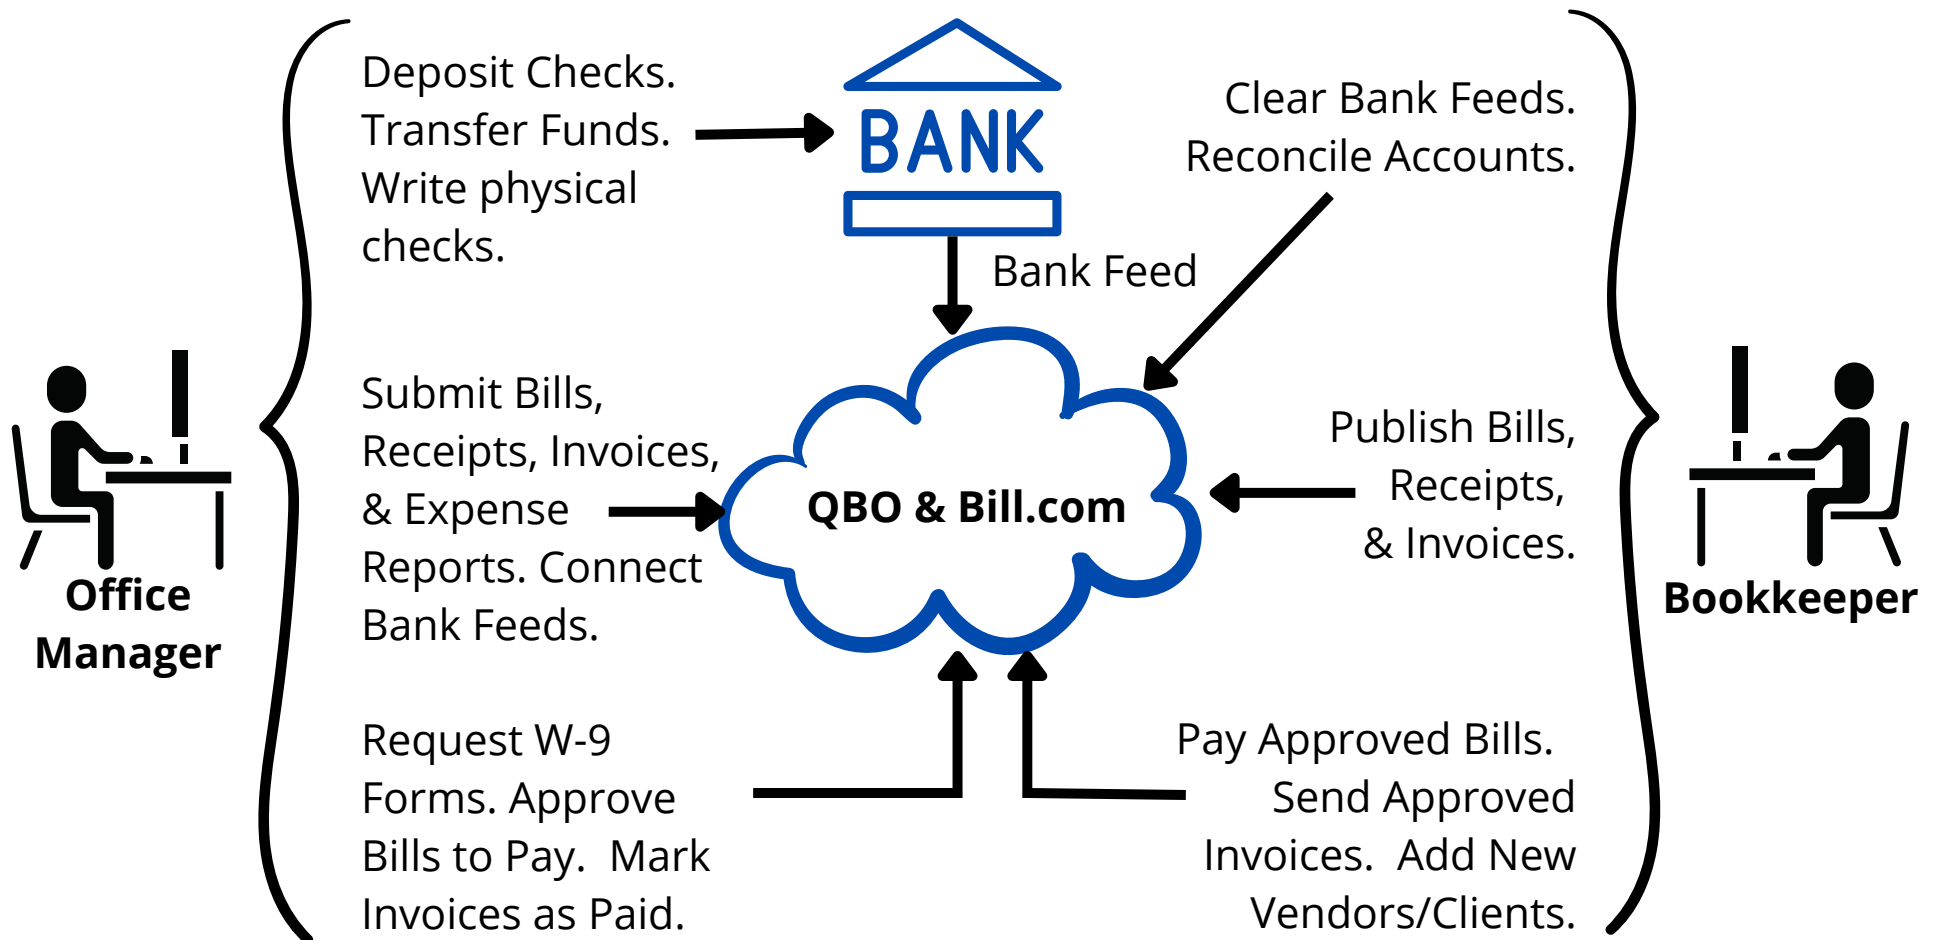 Deposit Checks.
Transfer Funds.
Write physical
checks.
BANK
Bank Feed
Clear Bank Feeds.
Reconcile Accounts.
Office
Manager
Submit Bills,
Receipts, Invoices,
& Expense
Reports. Connect
Bank Feeds.
QBO & Bill.com
Publish Bills,
Receipts,
& Invoices.
Bookkeeper
Request W-9
Forms. Approve
Bills to Pay.  Mark
Invoices as Paid.
Pay Approved Bills.
Send Approved
Invoices.  Add New
Vendors/Clients.